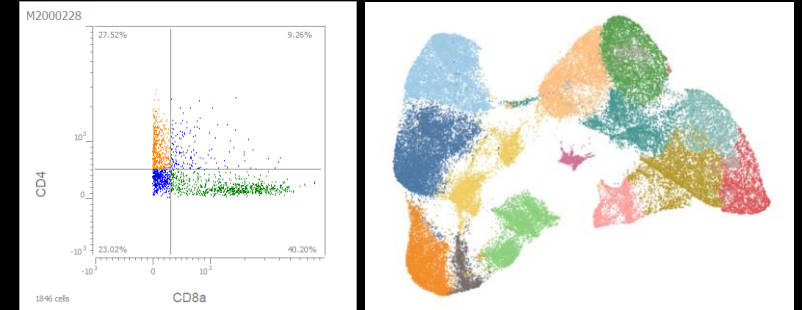 M2000228
27.52% 9.26%
CD4
10³
0
-10³
23.02% 40.20%
-10³ 0 10³
1846 cells
CD8a